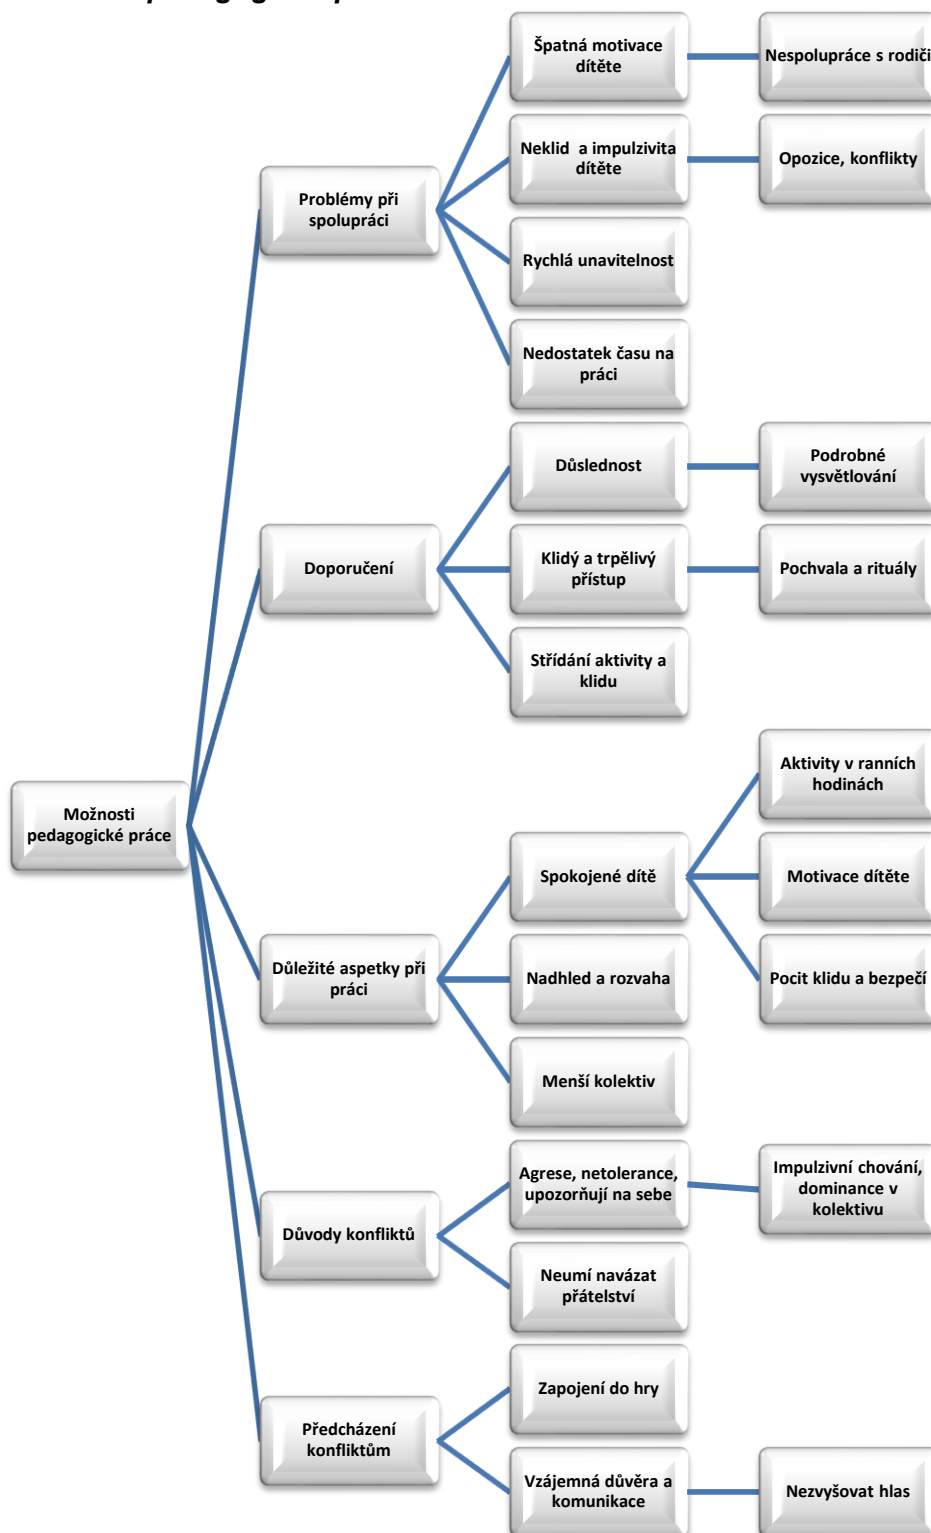 Špatná motivace
dítěte
Nespolupráce s rodiči
Neklid a impulzivita
dítěte
Opozice, konflikty
Problémy při
spolupráci
Rychlá unavitelnost
Nedostatek času na
práci
Důslednost
Podrobné
vysvětlování
Doporučení
Klidý a trpělivý
přístup
Pochvala a rituály
Střídání aktivity a
klidu
Možnosti
pedagogické práce
Aktivity v ranních
hodinách
Spokojené dítě
Motivace dítěte
Důležité aspetky při
práci
Nadhled a rozvaha
Pocit klidu a bezpečí
Menší kolektiv
Agrese, netolerance,
upozorňují na sebe
Impulzivní chování,
dominance v
kolektivu
Důvody konfliktů
Neumí navázat
přátelství
Zapojení do hry
Předcházení
konfliktům
Vzájemná důvěra a
komunikace
Nezvyšovat hlas